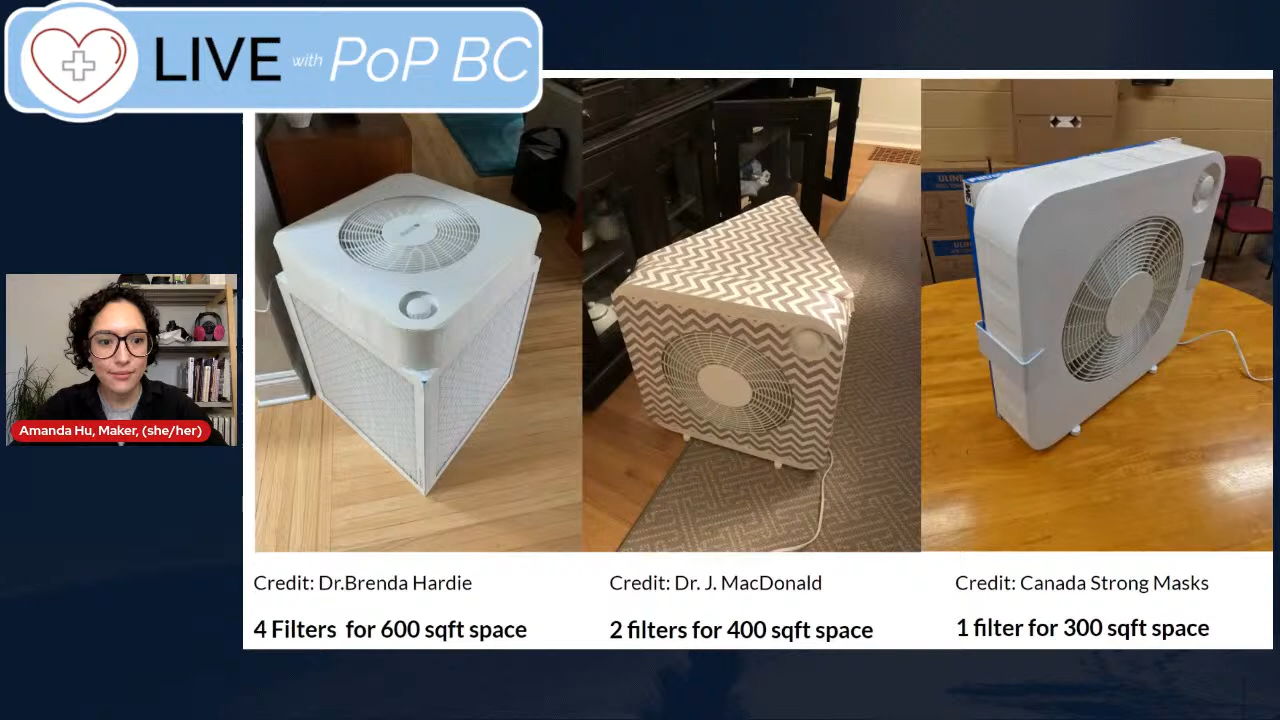 LIVE with PoP BC
ULINE
ULINE
Amanda Hu, Maker, (she/her)
Credit: Dr.Brenda Hardie
Credit: Dr. J. MacDonald
Credit: Canada Strong Masks
4 Filters for 600 sqft space
2 filters for 400 sqft space
1 filter for 300 sqft space